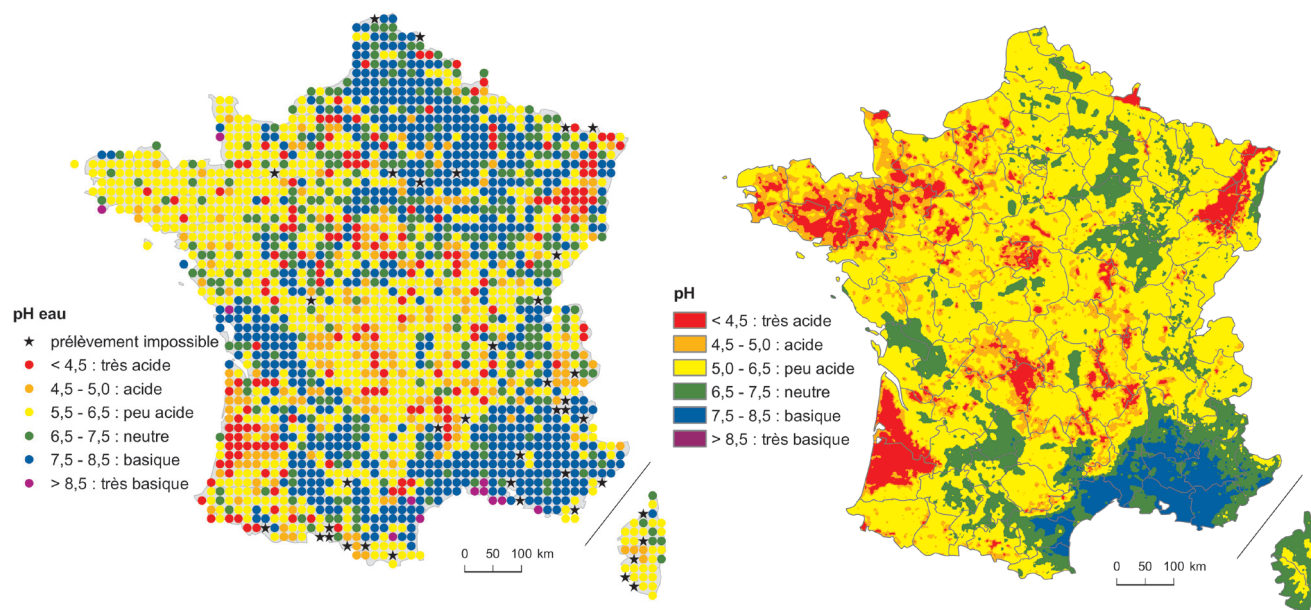 pH eau
prélèvement impossible
< 4,5 : très acide
4,5 - 5,0 : acide
5,5 - 6,5 : peu acide
6,5 - 7,5 : neutre
7,5 - 8,5 : basique
> 8,5 : très basique
0 50 100 km
pH
< 4,5 : très acide
4,5 - 5,0 : acide
5,0 - 6,5 : peu acide
6,5 - 7,5 : neutre
7,5 - 8,5 : basique
> 8,5 : très basique
0 50 100 km